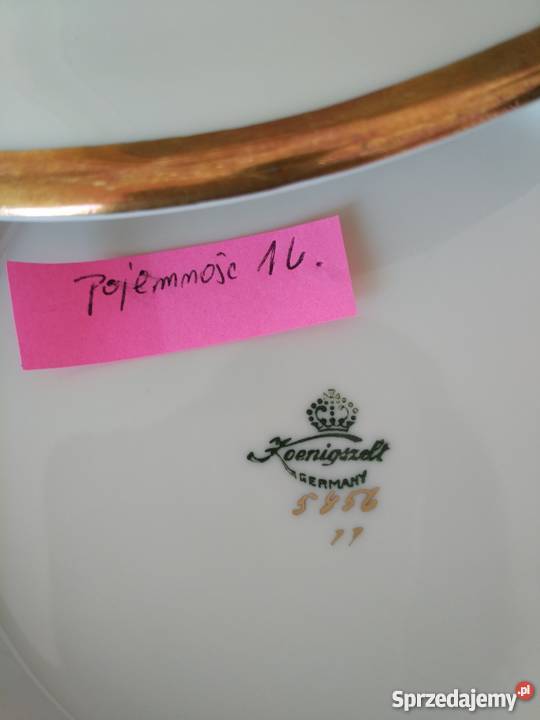 Pojemność 1L.
Koenigszelt
GERMANY
5856
77
Sprzedajemy.pl